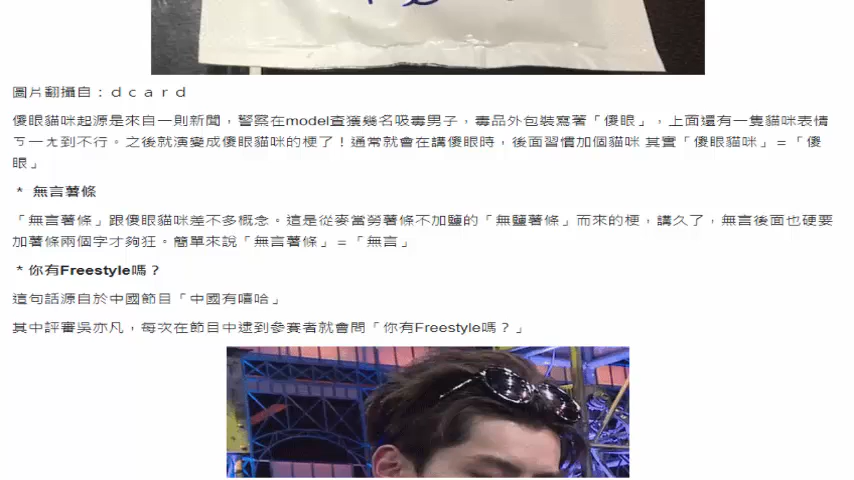 圖片翻攝自：ｄｃａｒｄ
傻眼貓咪起源是來自一則新聞，警察在model查獲幾名吸毒男子，毒品外包裝寫著「傻眼」，上面還有一隻貓咪表情
ㄎㄧㄤ到不行。之後就演變成傻眼貓咪的梗了！通常就會在講傻眼時，後面習慣加個貓咪 其實「傻眼貓咪」=「傻
眼」
* 無言薯條
「無言薯條」跟傻眼貓咪差不多概念。這是從麥當勞薯條不加鹽的「無鹽薯條」而來的梗，講久了，無言後面也硬要
加薯條兩個字才夠狂。簡單來說「無言薯條」=「無言」
* 你有Freestyle嗎？
這句話源自於中國節目「中國有嘻哈」
其中評審吳亦凡，每次在節目中逮到參賽者就會問「你有Freestyle嗎？」